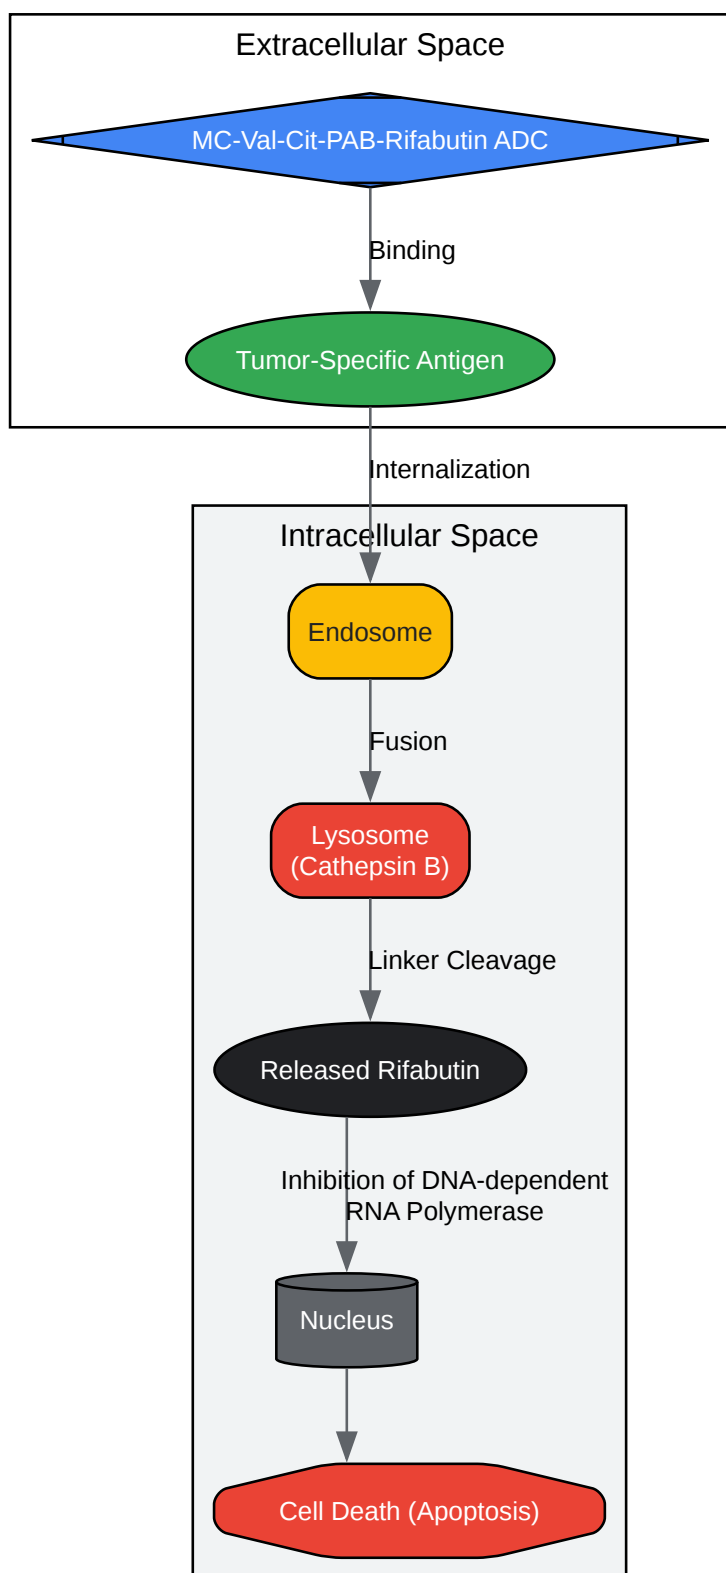 Extracellular Space
MC-Val-Cit-PAB-Rifabutin ADC
Binding
Tumor-Specific Antigen
Internalization
Intracellular Space
Endosome
Fusion
Lysosome
(Cathepsin B)
Linker Cleavage
Released Rifabutin
Inhibition of DNA-dependent
RNA Polymerase
Nucleus
Cell Death (Apoptosis)